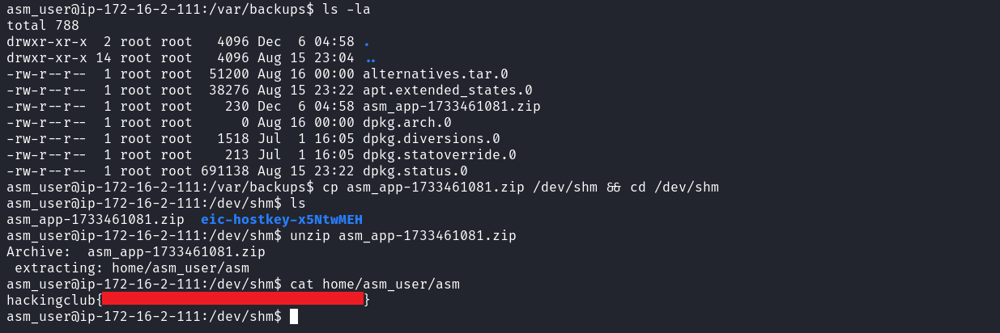 asm_user@ip-172-16-2-111:/var/backups$ ls -la
total 788
drwxr-xr-x  2 root root   4096 Dec  6 04:58 .
drwxr-xr-x 14 root root   4096 Aug 15 23:04 ..
-rw-r--r--  1 root root  51200 Aug 16 00:00 alternatives.tar.0
-rw-r--r--  1 root root  38276 Aug 15 23:22 apt.extended_states.0
-rw-r--r--  1 root root    230 Dec  6 04:58 asm_app-1733461081.zip
-rw-r--r--  1 root root      0 Aug 16 00:00 dpkg.arch.0
-rw-r--r--  1 root root   1518 Jul  1 16:05 dpkg.diversions.0
-rw-r--r--  1 root root    213 Jul  1 16:05 dpkg.statoverride.0
-rw-r--r--  1 root root 691138 Aug 15 23:22 dpkg.status.0
asm_user@ip-172-16-2-111:/var/backups$ cp asm_app-1733461081.zip /dev/shm && cd /dev/shm
asm_user@ip-172-16-2-111:/dev/shm$ ls
asm_app-1733461081.zip  eic-hostkey-x5NtwMEH
asm_user@ip-172-16-2-111:/dev/shm$ unzip asm_app-1733461081.zip
Archive:  asm_app-1733461081.zip
 extracting: home/asm_user/asm
asm_user@ip-172-16-2-111:/dev/shm$ cat home/asm_user/asm
hackingclub{}
asm_user@ip-172-16-2-111:/dev/shm$